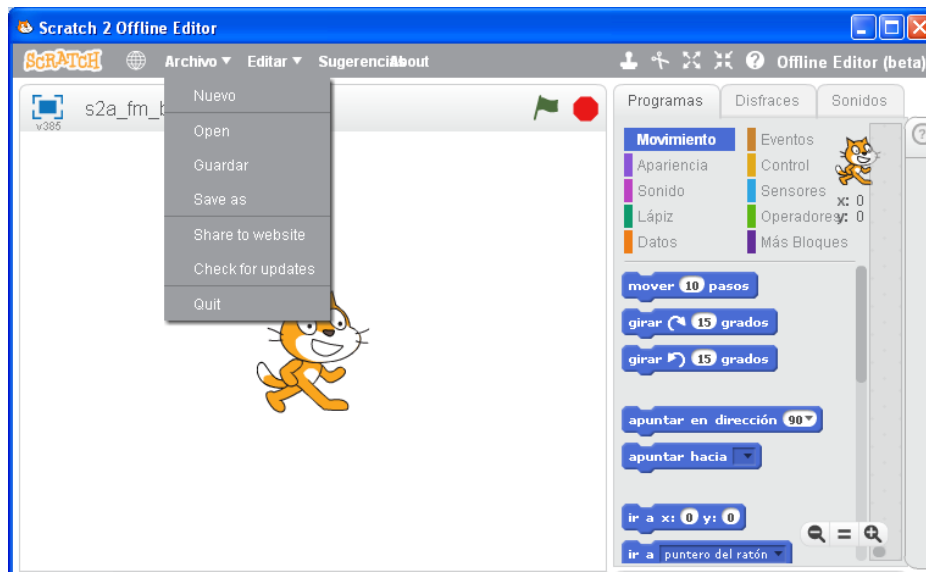 Scratch 2 Offline Editor
SCRATCH Archivo Editar Sugerencias About Offline Editor (beta)
v385 s2a_fm_b
Nuevo
Open
Guardar
Save as
Share to website
Check for updates
Quit
Programas Disfraces Sonidos
Movimiento Eventos
Apariencia Control
Sonido Sensores
Lápiz Operadores
Datos Más Bloques
x: 0
y: 0
mover 10 pasos
girar 15 grados
girar 15 grados
apuntar en dirección 90
apuntar hacia
ir a x: 0 y: 0
ir a puntero del ratón